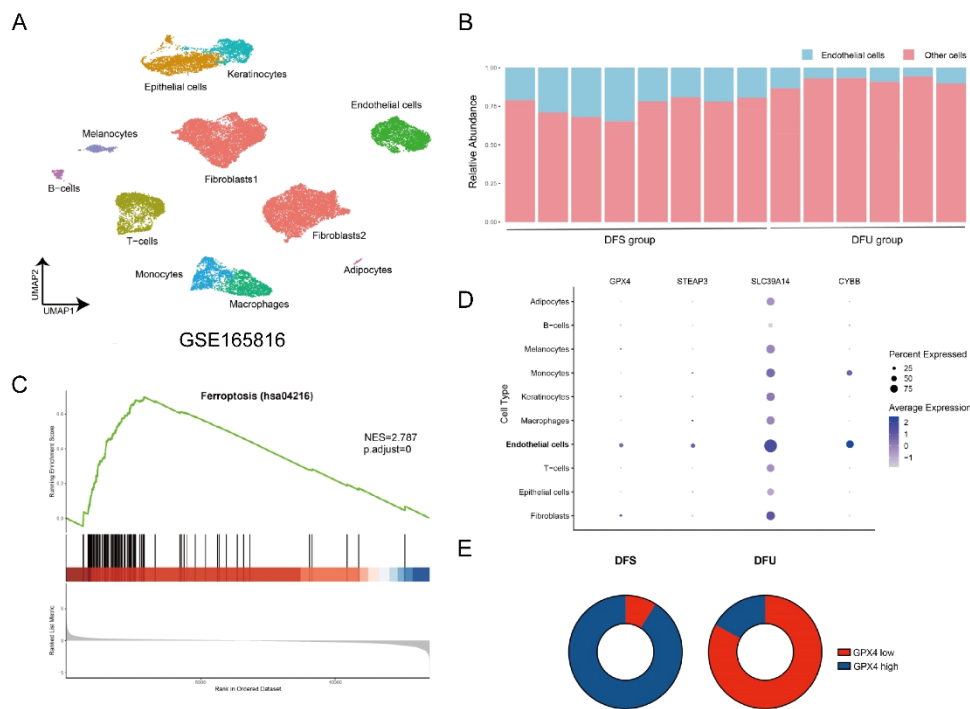 A
Keratinocytes
Epithelial cells
Endothelial cells
Melanocytes
Fibroblasts1
B-cells
T-cells
Fibroblasts2
Monocytes
Adipocytes
Macrophages
UMAP2
UMAP1
GSE165816
B
Endothelial cells
Other cells
Relative Abundance
1.00
0.75
0.25
0.00
DFS group
DFU group
C
Ferroptosis (hsa04216)
NES=2.787
p.adjust=0
Running Enrichment Score
0.0
Ranked List Metric
0
Rank in Ordered Dataset
D
GPX4
STEAP3
SLC39A14
CYBB
Cell Type
Adipocytes
B-cells
Melanocytes
Monocytes
Keratinocytes
Macrophages
Endothelial cells
T-cells
Epithelial cells
Fibroblasts
Percent Expressed
25
50
75
Average Expression
2
1
0
−1
E
DFS
DFU
GPX4 low
GPX4 high